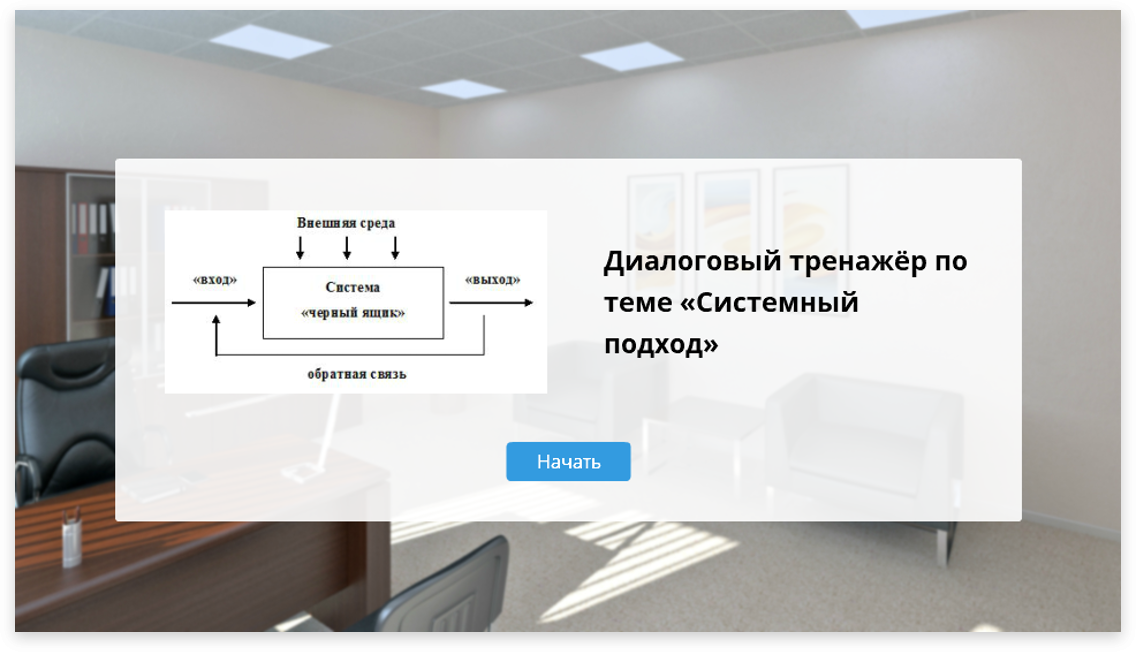 Внешняя среда
«вход»
«выход»
Система
«черный ящик»
обратная связь
Диалоговый тренажёр по
теме «Системный
подход»
Начать